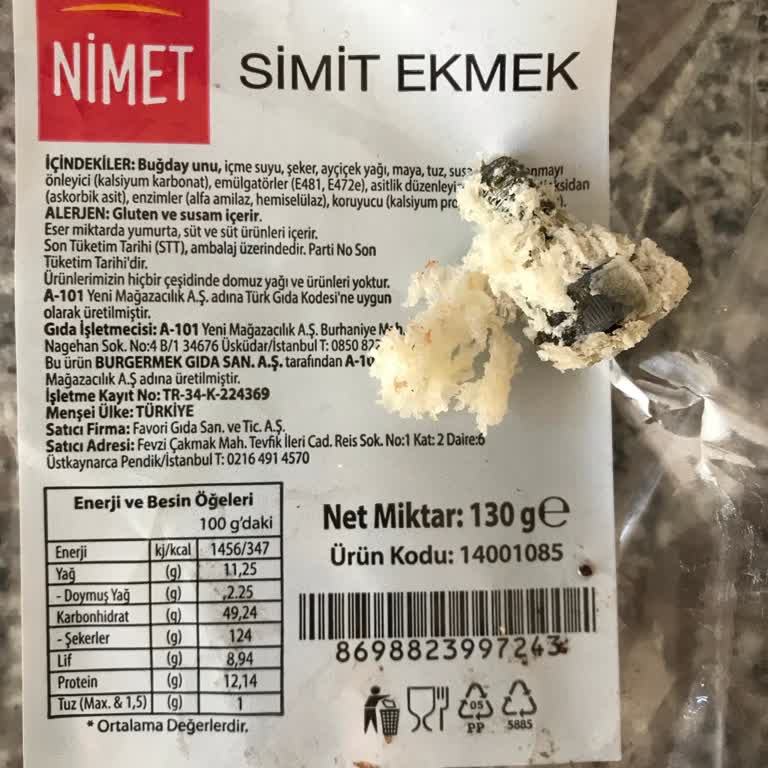 NİMET
SİMİT EKMEK
İÇİNDEKİLER: Buğday unu, içme suyu, şeker, ayçiçek yağı, maya, tuz,
önleyici (kalsiyum karbonat), emülgatörler (E481, E472e), asitlik
(askorbik asit), enzimler (alfa amilaz, hemiselülaz), koruyucu (kalsiyum
ALERJEN: Gluten ve susam içerir.
Eser miktarda yumurta, süt ve süt ürünleri içerir.
Son Tüketim Tarihi (STT), ambalaj üzerindedir. Parti No Son
Tüketim Tarihi'dir.
Ürünlerimizin hiçbir çeşidinde domuz yağı ve ürünleri yoktur.
A-101 Yeni Mağazacılık A.Ş. adına Türk Gıda Kodesi'ne uygun
olarak üretilmiştir.
Gıda İşletmecisi: A-101 Yeni Mağazacılık A.Ş. Burhaniye
Nagehan Sok. No:4 B/1 34676 Üsküdar/İstanbul T: 0850
Bu ürün BURGERMEK GIDA SAN. A.Ş. tarafından
Mağazacılık A.Ş adına üretilmiştir.
İşletme Kayıt No: TR-34-K-224369
Menşei Ülke: TÜRKİYE
Satıcı Firma: Favori Gıda San. ve Tic. A.Ş.
Satıcı Adresi: Fevzi Çakmak Mah. Tevfik İleri Cad. Reis Sok. No:1 Kat: 2 Daire:6
Üstkaynarca Pendik/İstanbul T: 0216 491 4570
Enerji ve Besin Öğeleri
100 g'daki
Enerji kj/kcal 1456/347
Yağ (g) 11,25
- Doymuş Yağ (g) 2.25
Karbonhidrat (g) 49,24
- Şekerler (g) 124
Lif (g) 8,94
Protein (g) 12,14
Tuz (Max. & 1,5) (g) 1
* Ortalama Değerlerdir.
Net Miktar: 130 g e
Ürün Kodu: 14001085
8698823997243
05
PP
5885